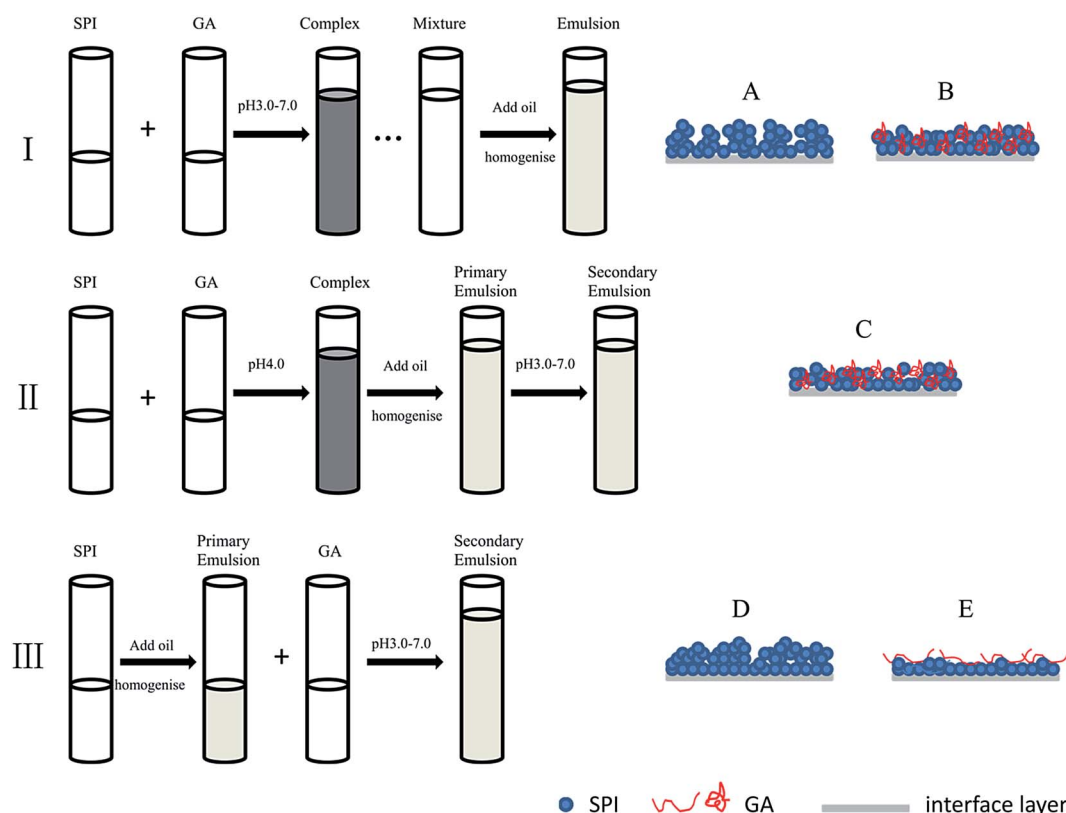 SPI
GA
Complex
Mixture
Emulsion
I
+
pH3.0-7.0
...
Add oil
homogenise
A
B
SPI
GA
Complex
Primary
Emulsion
Secondary
Emulsion
II
+
pH4.0
Add oil
homogenise
pH3.0-7.0
C
SPI
Primary
Emulsion
GA
Secondary
Emulsion
III
Add oil
homogenise
+
pH3.0-7.0
D
E
SPI
GA
interface layer